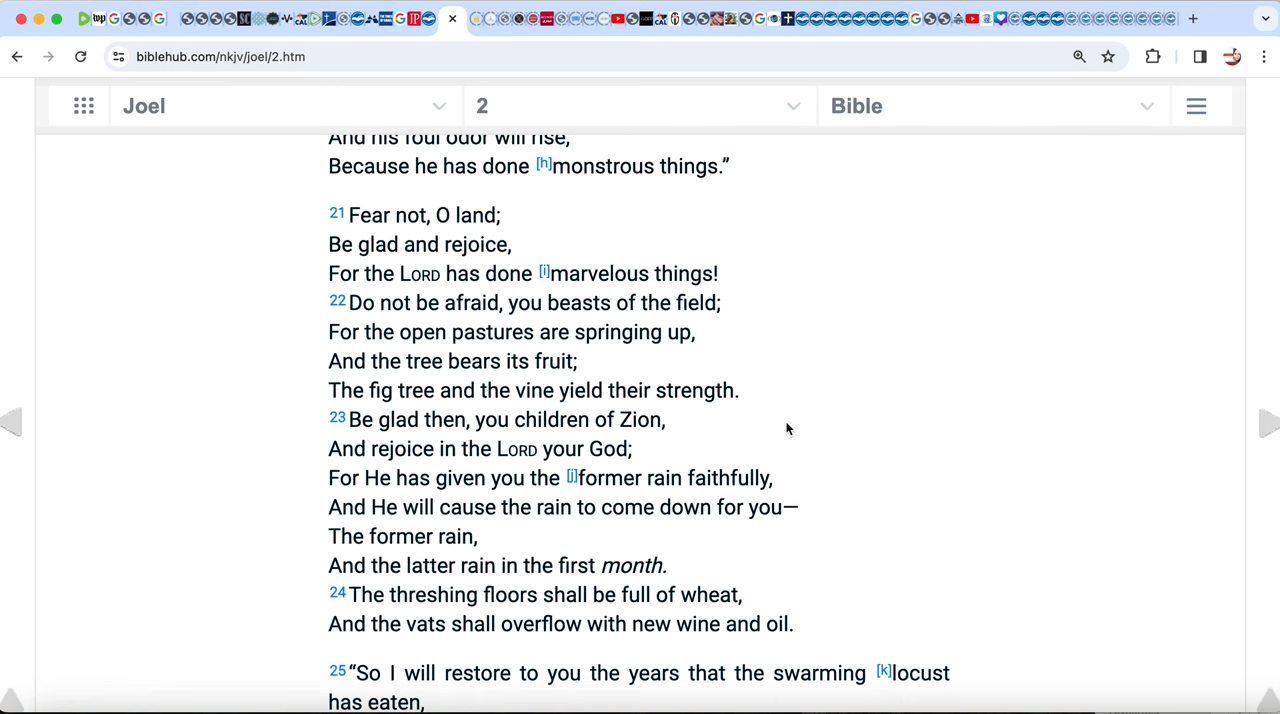 biblehub.com/nkjv/joel/2.htm
Joel 2 Bible
And his foul odor will rise,
Because he has done [h]monstrous things.”
21 Fear not, O land;
Be glad and rejoice,
For the LORD has done [i]marvelous things!
22 Do not be afraid, you beasts of the field;
For the open pastures are springing up,
And the tree bears its fruit;
The fig tree and the vine yield their strength.
23 Be glad then, you children of Zion,
And rejoice in the LORD your God;
For He has given you the [j]former rain faithfully,
And He will cause the rain to come down for you—
The former rain,
And the latter rain in the first month.
24 The threshing floors shall be full of wheat,
And the vats shall overflow with new wine and oil.
25 “So I will restore to you the years that the swarming [k]locust
has eaten,